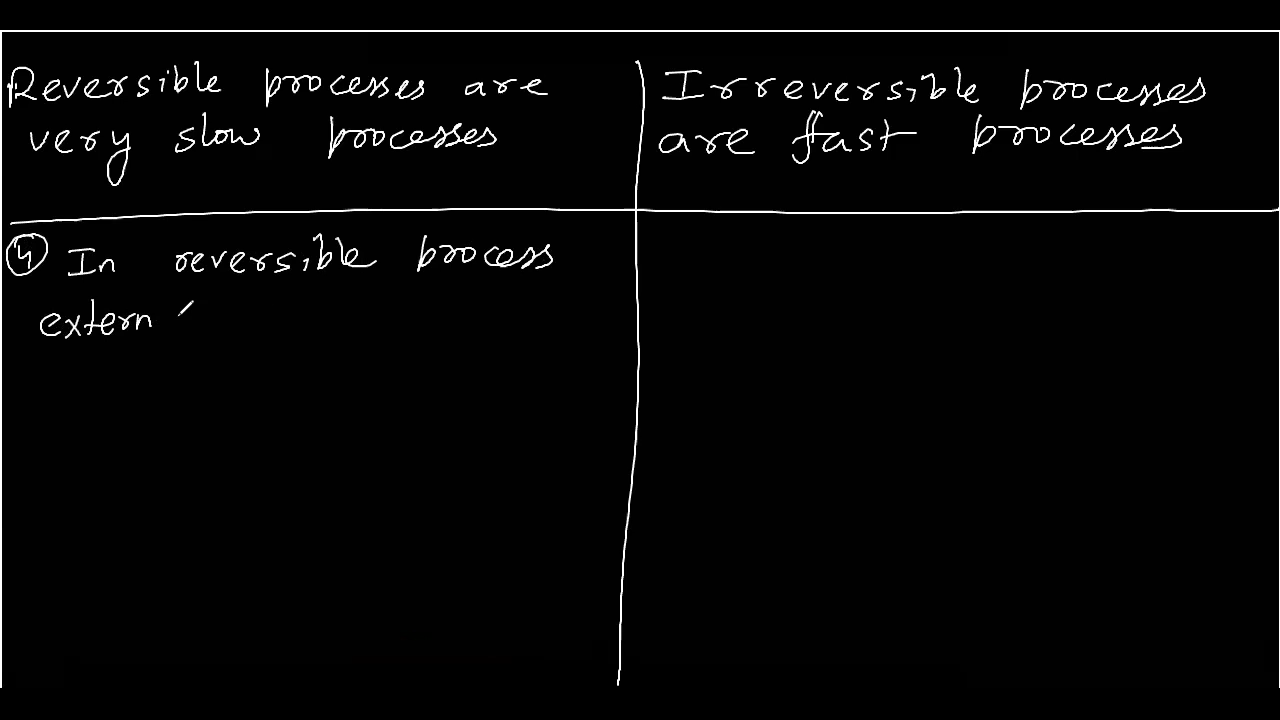 Reversible processes are
very slow processes
Irreversible processes
are fast processes
④ In reversible process
extern